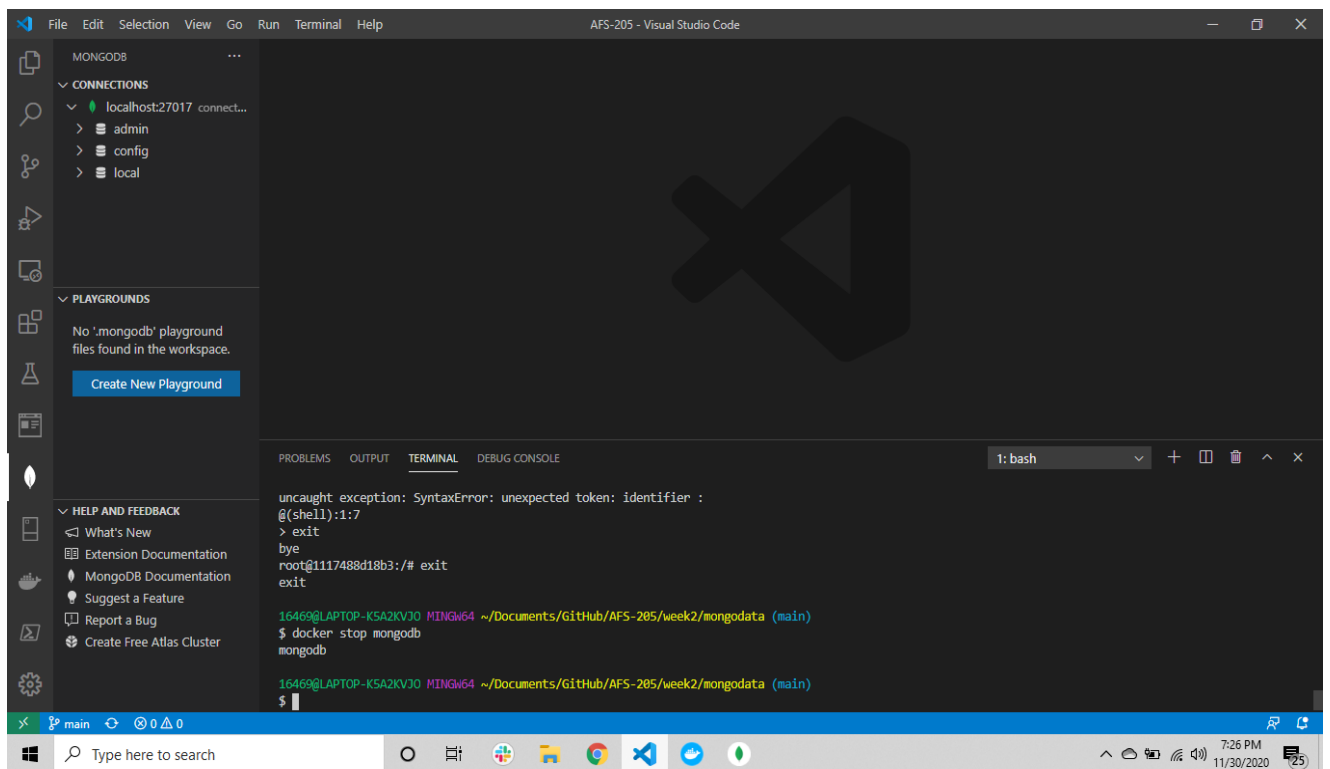 File Edit Selection View Go Run Terminal Help
AFS-205 - Visual Studio Code
MONGODB
CONNECTIONS
localhost:27017 connect...
admin
config
local
PLAYGROUNDS
No '.mongodb' playground
files found in the workspace.
Create New Playground
HELP AND FEEDBACK
What's New
Extension Documentation
MongoDB Documentation
Suggest a Feature
Report a Bug
Create Free Atlas Cluster
PROBLEMS OUTPUT TERMINAL DEBUG CONSOLE
1: bash
uncaught exception: SyntaxError: unexpected token: identifier :
@(shell):1:7
> exit
bye
root@1117488d18b3:/# exit
exit
16469@LAPTOP-K5A2KVJO MINGW64 ~/Documents/GitHub/AFS-205/week2/mongodata (main)
$ docker stop mongodb
mongodb
16469@LAPTOP-K5A2KVJO MINGW64 ~/Documents/GitHub/AFS-205/week2/mongodata (main)
$
main 0 0
Type here to search
7:26 PM
11/30/2020
25